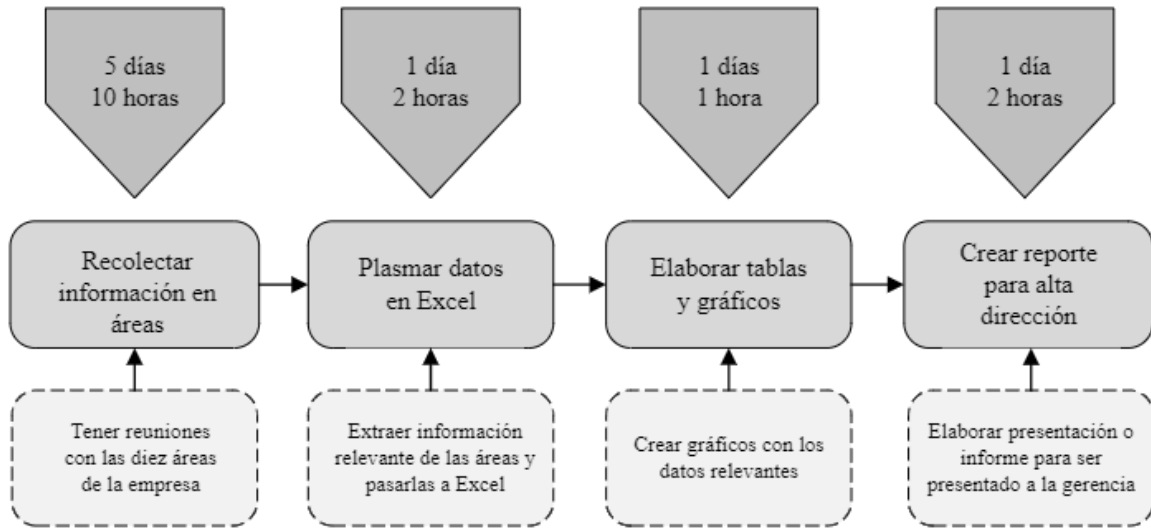 5 días
10 horas
1 día
2 horas
1 días
1 hora
1 día
2 horas
Recolectar
información en
áreas
Plasmar datos
en Excel
Elaborar tablas
y gráficos
Crear reporte
para alta
dirección
Tener reuniones
con las diez áreas
de la empresa
Extraer información
relevante de las áreas y
pasarlas a Excel
Crear gráficos con los
datos relevantes
Elaborar presentación o
informe para ser
presentado a la gerencia